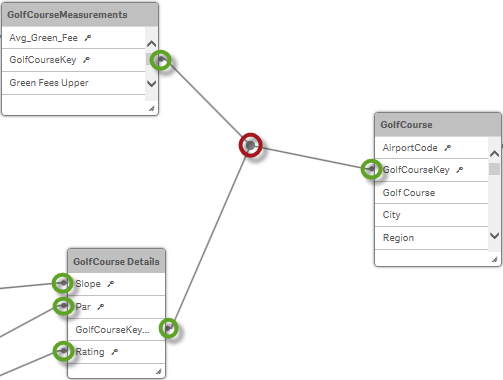 GolfCourseMeasurements
Avg_Green_Fee
GolfCourseKey
Green Fees Upper
GolfCourse
AirportCode
GolfCourseKey
Golf Course
City
Region
GolfCourse Details
Slope
Par
GolfCourseKey...
Rating